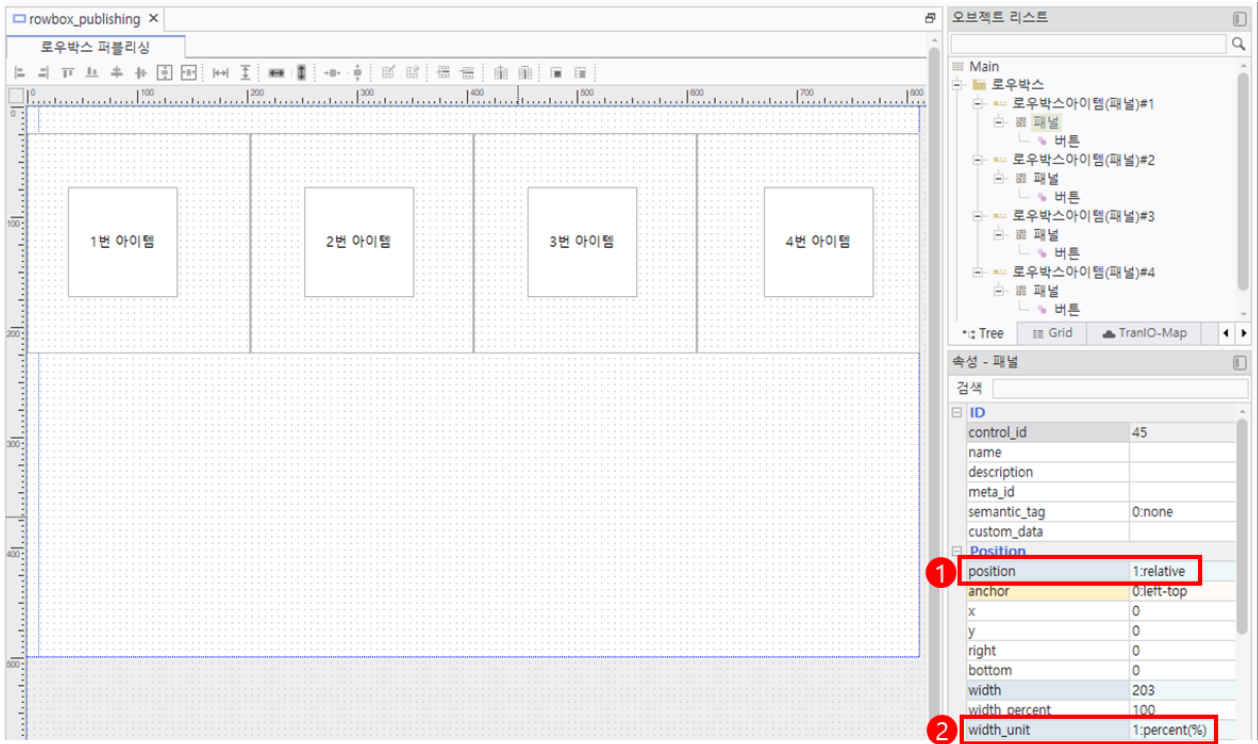 rowbox_publishing
로우박스 퍼블리싱
0 100 200 300 400 500 600 700 800
0
100
200
300
400
500
1번 아이템 2번 아이템 3번 아이템 4번 아이템
오브젝트 리스트
Main
로우박스
로우박스아이템(패널)#1
패널
버튼
로우박스아이템(패널)#2
패널
버튼
로우박스아이템(패널)#3
패널
버튼
로우박스아이템(패널)#4
패널
버튼
Tree Grid TranIO-Map
속성 - 패널
검색
ID
control_id 45
name
description
meta_id
semantic_tag 0:none
custom_data
Position
1 position 1:relative
anchor 0:left-top
x 0
y 0
right 0
bottom 0
width 203
width_percent 100
2 width_unit 1:percent(%)